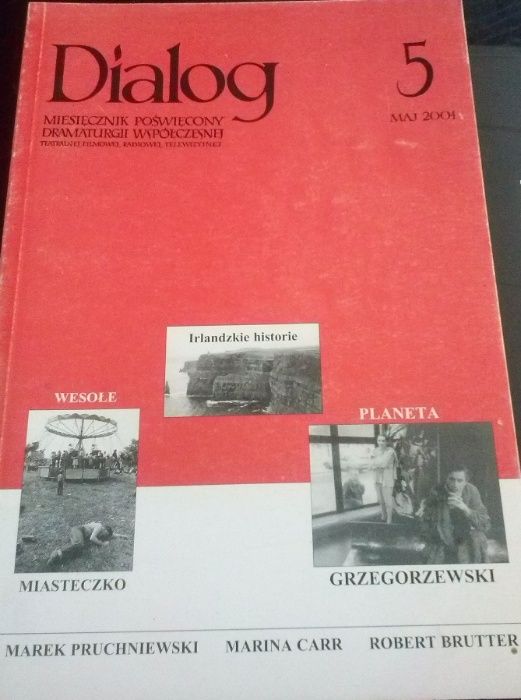 Dialog
5
MIESIĘCZNIK POŚWIĘCONY
DRAMATURGII WSPÓŁCZESNEJ
TEATRALNEJ, FILMOWEJ, RADIOWEJ, TELEWIZYJNEJ
MAJ 2001
Irlandzkie historie
WESOŁE
PLANETA
MIASTECZKO
GRZEGORZEWSKI
MAREK PRUCHNIEWSKI MARINA CARR ROBERT BRUTTER